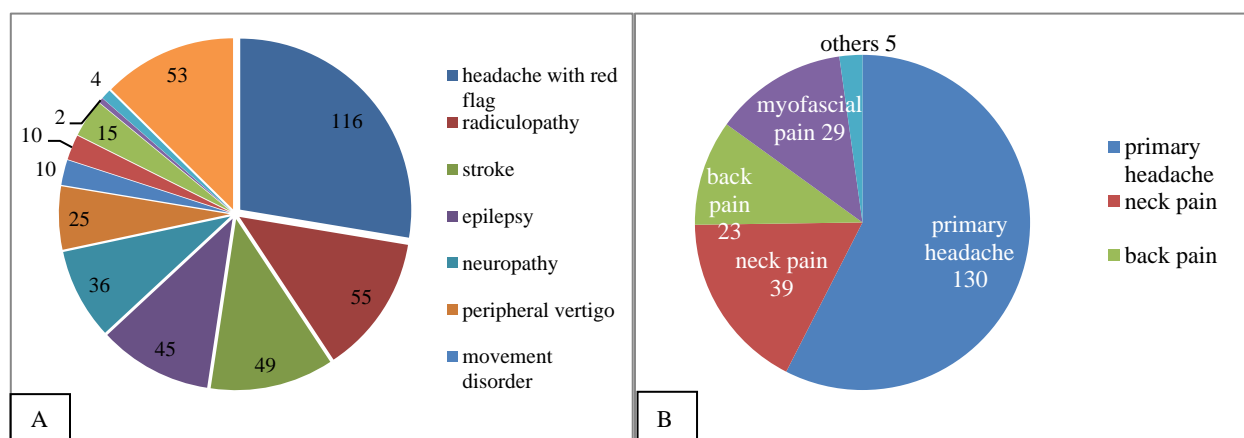 116
55
49
45
36
25
10
10
15
2
4
53
headache with red
flag
radiculopathy
stroke
epilepsy
neuropathy
peripheral vertigo
movement
disorder
A
others 5
myofascial
pain 29
back
pain
23
neck pain
39
primary
headache
130
primary
headache
neck pain
back pain
B